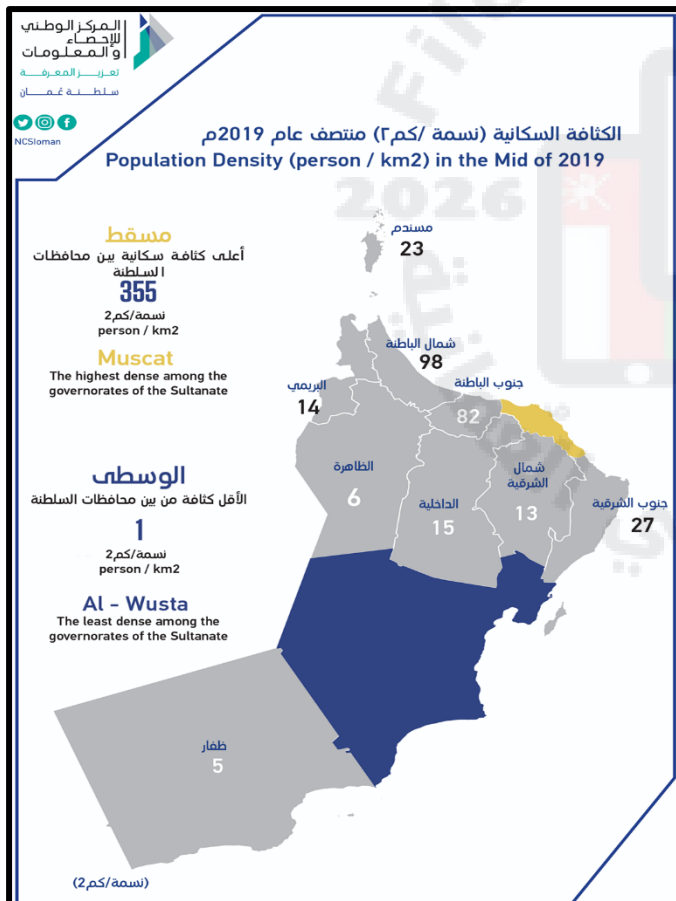 المركز الوطني
للإحصاء
والمعلومات
تعزيز المعرفة
سلطنة عُمان
NCSIoman
الكثافة السكانية (نسمة /كم٢) منتصف عام 2019م
Population Density (person / km2) in the Mid of 2019
2026
مسقط
أعلى كثافة سكانية بين محافظات
السلطنة
355
نسمة/كم2
person / km2
Muscat
The highest dense among the
governorates of the Sultanate
الوسطى
الأقل كثافة من بين محافظات السلطنة
1
نسمة/كم2
person / km2
Al - Wusta
The least dense among the
governorates of the Sultanate
مسندم
23
شمال الباطنة
98
البريمي
14
جنوب الباطنة
82
الظاهرة
6
الداخلية
15
شمال
الشرقية
13
جنوب الشرقية
27
ظفار
5
(نسمة/كم2)